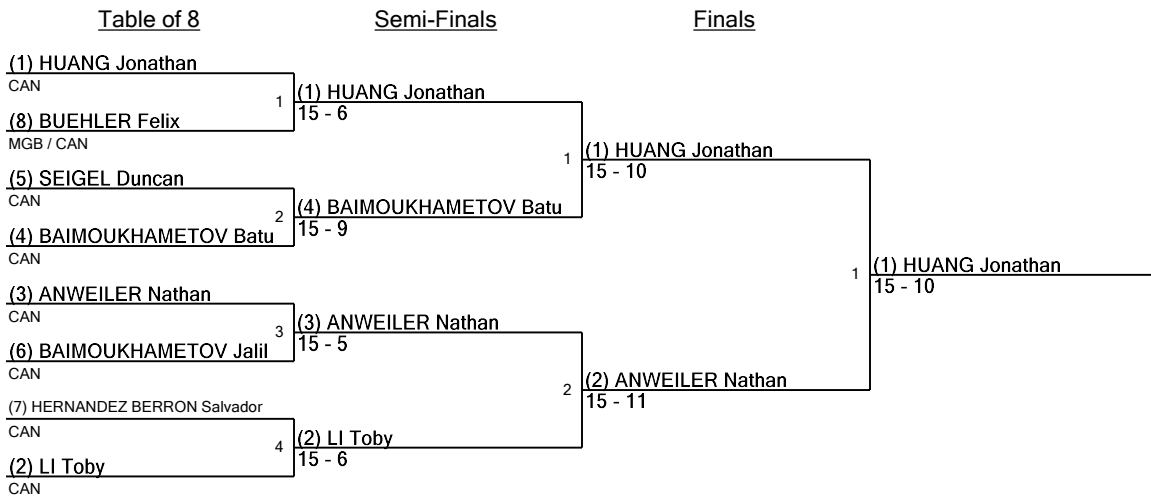 Table of 8
Semi-Finals
Finals
(1) HUANG Jonathan
CAN
1
(1) HUANG Jonathan
15 - 6
(8) BUEHLER Felix
MGB / CAN
1
(1) HUANG Jonathan
15 - 10
(5) SEIGEL Duncan
CAN
2
(4) BAIMOUKHAMETOV Batu
15 - 9
(4) BAIMOUKHAMETOV Batu
CAN
1
(1) HUANG Jonathan
15 - 10
(3) ANWEILER Nathan
CAN
3
(3) ANWEILER Nathan
15 - 5
(6) BAIMOUKHAMETOV Jalil
CAN
2
(2) ANWEILER Nathan
15 - 11
(7) HERNANDEZ BERRON Salvador
CAN
4
(2) LI Toby
15 - 6
(2) LI Toby
CAN